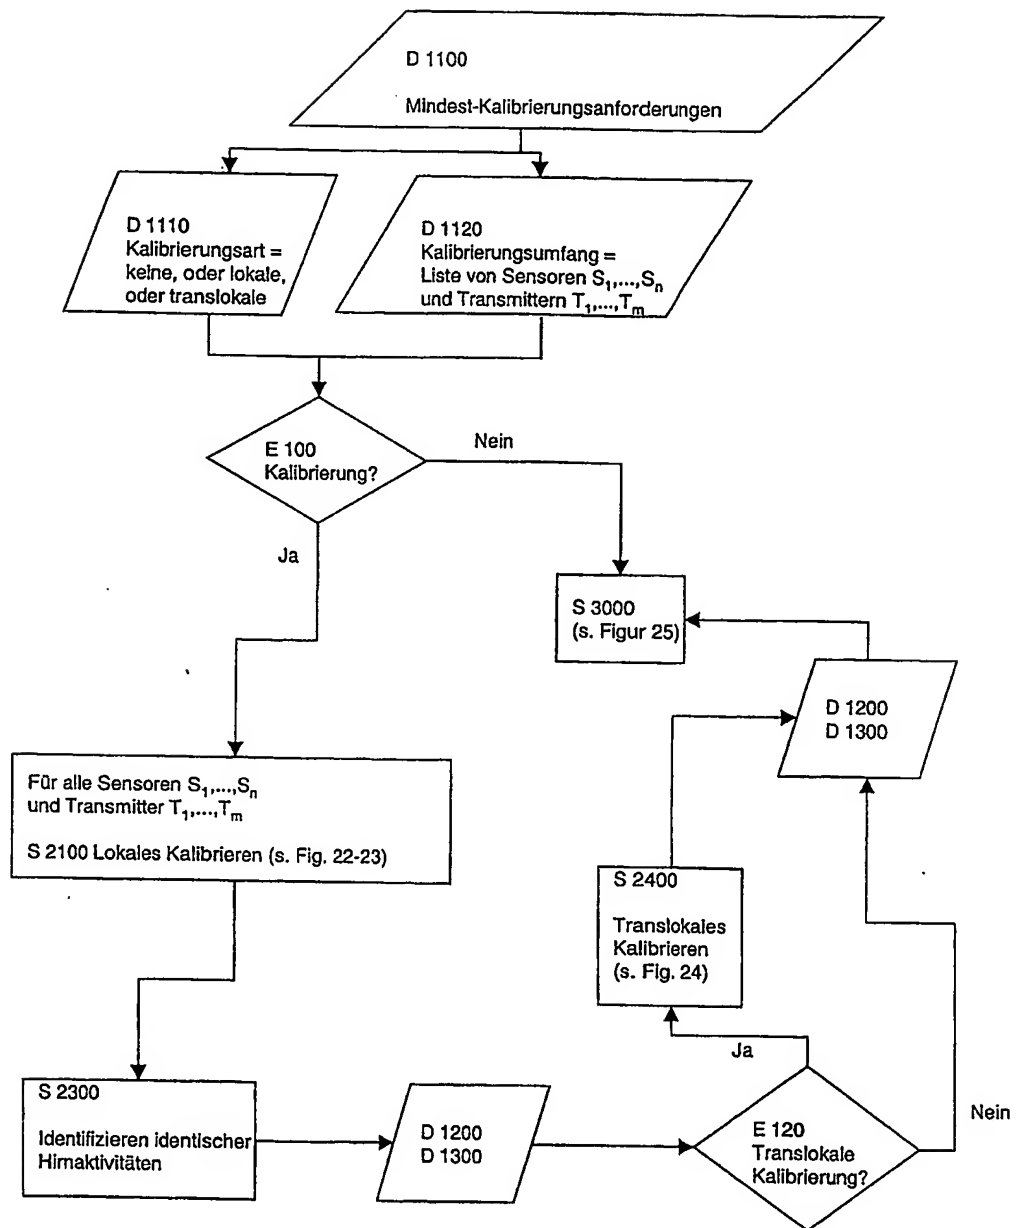 D 1100
Mindest-Kalibrierungsanforderungen
D 1110
Kalibrierungsart =
keine, oder lokale,
oder translokale
D 1120
Kalibrierungsumfang =
Liste von Sensoren S₁,...,Sₙ
und Transmittern T₁,...,Tₘ
E 100
Kalibrierung?
Nein
Ja
S 3000
(s. Figur 25)
D 1200
D 1300
Für alle Sensoren S₁,...,Sₙ
und Transmitter T₁,...,Tₘ
S 2100 Lokales Kalibrieren (s. Fig. 22-23)
S 2400
Translokales
Kalibrieren
(s. Fig. 24)
Ja
Nein
S 2300
Identifizieren identischer
Hirnaktivitäten
D 1200
D 1300
E 120
Translokale
Kalibrierung?